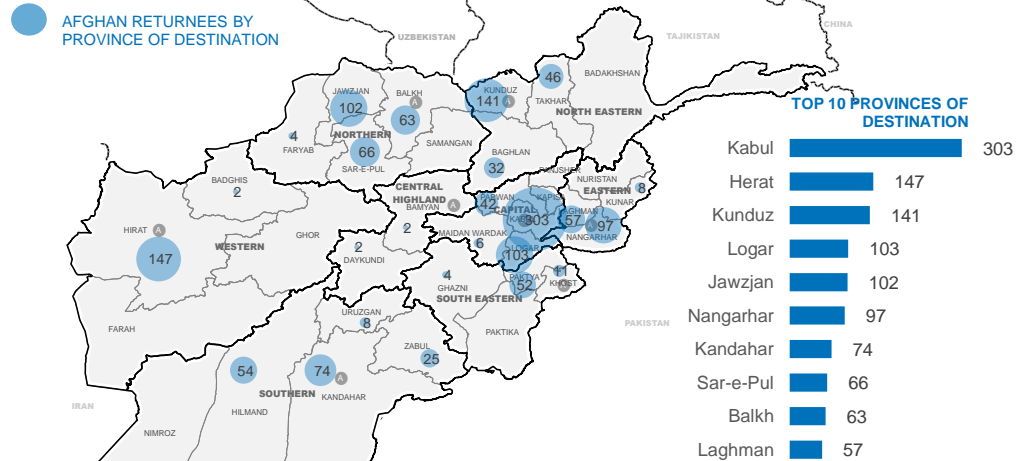 AFGHAN RETURNEES BY
PROVINCE OF DESTINATION
UZBEKISTAN
TAJIKISTAN
CHINA
JAWZJAN
102
BALKH
A
63
KUNDUZ
141
A
46
TAKHAR
BADAKHSHAN
NORTH EASTERN
4
FARYAB
NORTHERN
66
SAR-E-PUL
SAMANGAN
BAGHLAN
32
BADGHIS
2
CENTRAL
HIGHLAND
BAMYAN
A
2
PARWAN
42
CAPITAL
303
NURISTAN
EASTERN
8
KUNAR
57
A
97
NANGARHAR
HIRAT
A
147
WESTERN
GHOR
2
DAYKUNDI
MAIDAN WARDAK
6
LOGAR
103
4
GHAZNI
SOUTH EASTERN
PAKTYA
52
11
KHOST
A
PAKTIKA
FARAH
URUZGAN
8
ZABUL
25
54
HILMAND
SOUTHERN
74
A
KANDAHAR
NIMROZ
IRAN
PAKISTAN
TOP 10 PROVINCES OF
DESTINATION
Kabul 303
Herat 147
Kunduz 141
Logar 103
Jawzjan 102
Nangarhar 97
Kandahar 74
Sar-e-Pul 66
Balkh 63
Laghman 57